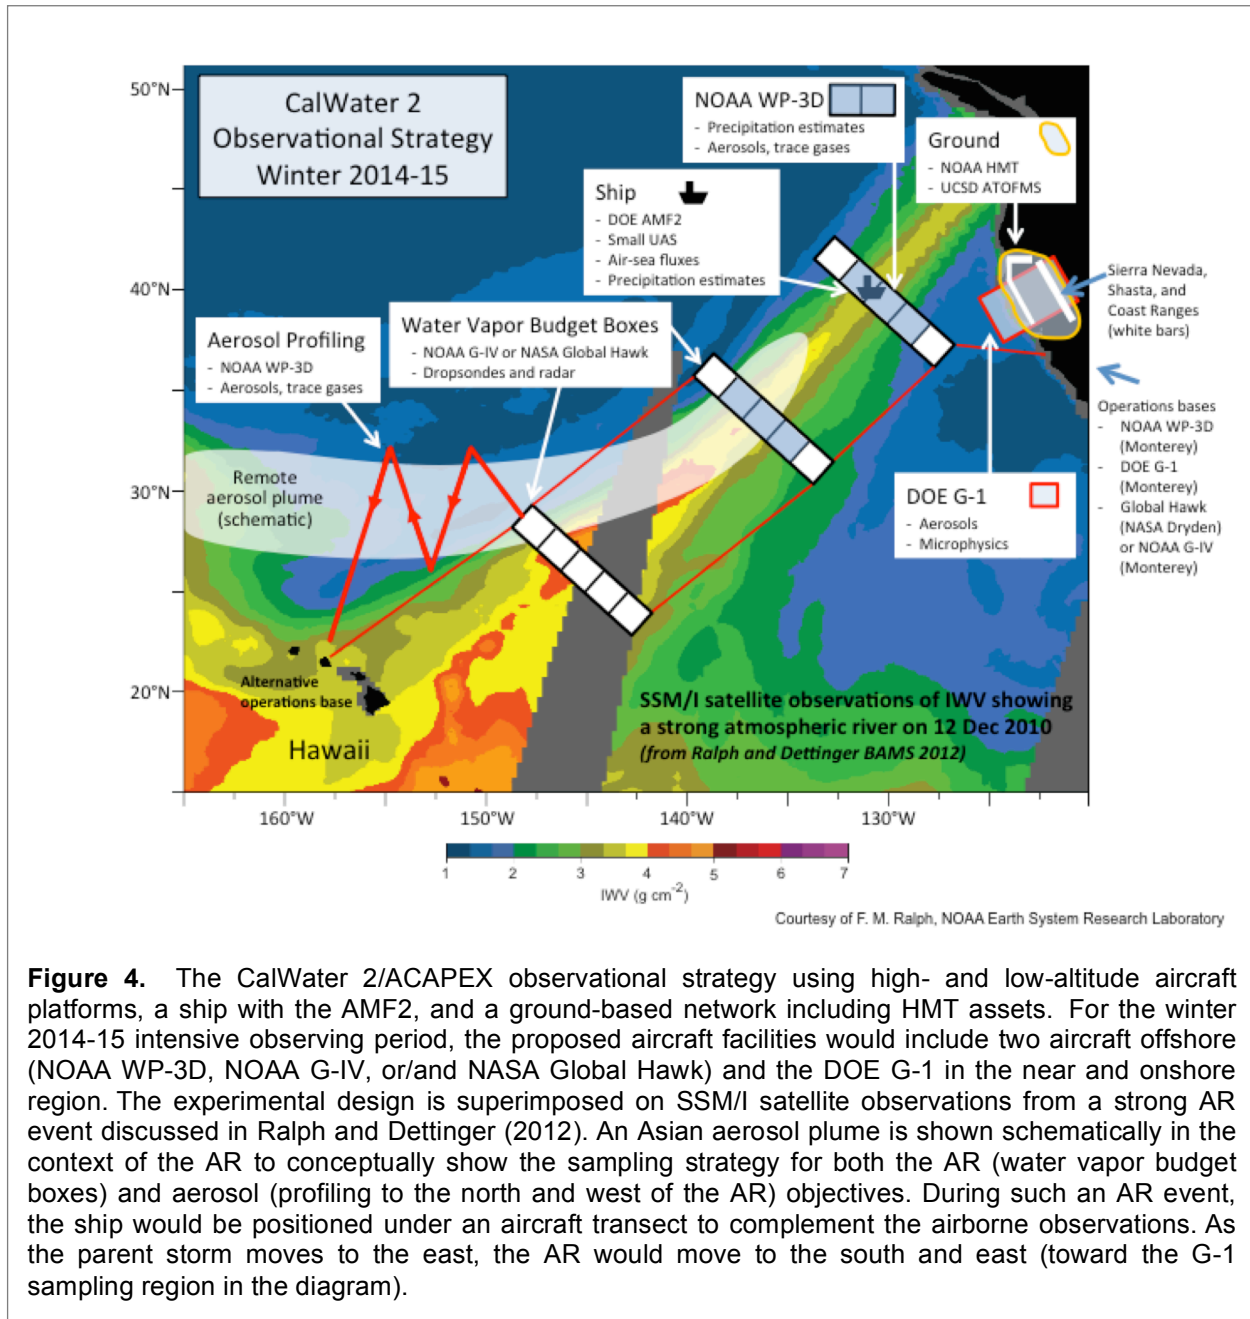 CalWater 2
Observational Strategy
Winter 2014-15
NOAA WP-3D
- Precipitation estimates
- Aerosols, trace gases
Ground
- NOAA HMT
- UCSD ATOFMS
Ship
- DOE AMF2
- Small UAS
- Air-sea fluxes
- Precipitation estimates
Sierra Nevada,
Shasta, and
Coast Ranges
(white bars)
Water Vapor Budget Boxes
- NOAA G-IV or NASA Global Hawk
- Dropsondes and radar
Aerosol Profiling
- NOAA WP-3D
- Aerosols, trace gases
Operations bases
- NOAA WP-3D
(Monterey)
- DOE G-1
(Monterey)
- Global Hawk
(NASA Dryden)
or NOAA G-IV
(Monterey)
Remote
aerosol plume
(schematic)
DOE G-1
- Aerosols
- Microphysics
Alternative
operations base
Hawaii
SSM/I satellite observations of IWV showing
a strong atmospheric river on 12 Dec 2010
(from Ralph and Dettinger BAMS 2012)
50°N
40°N
30°N
20°N
160°W 150°W 140°W 130°W
1 2 3 4 5 6 7
IWV (g cm-2)
Courtesy of F. M. Ralph, NOAA Earth System Research Laboratory
Figure 4. The CalWater 2/ACAPEX observational strategy using high- and low-altitude aircraft
platforms, a ship with the AMF2, and a ground-based network including HMT assets. For the winter
2014-15 intensive observing period, the proposed aircraft facilities would include two aircraft offshore
(NOAA WP-3D, NOAA G-IV, or/and NASA Global Hawk) and the DOE G-1 in the near and onshore
region. The experimental design is superimposed on SSM/I satellite observations from a strong AR
event discussed in Ralph and Dettinger (2012). An Asian aerosol plume is shown schematically in the
context of the AR to conceptually show the sampling strategy for both the AR (water vapor budget
boxes) and aerosol (profiling to the north and west of the AR) objectives. During such an AR event,
the ship would be positioned under an aircraft transect to complement the airborne observations. As
the parent storm moves to the east, the AR would move to the south and east (toward the G-1
sampling region in the diagram).